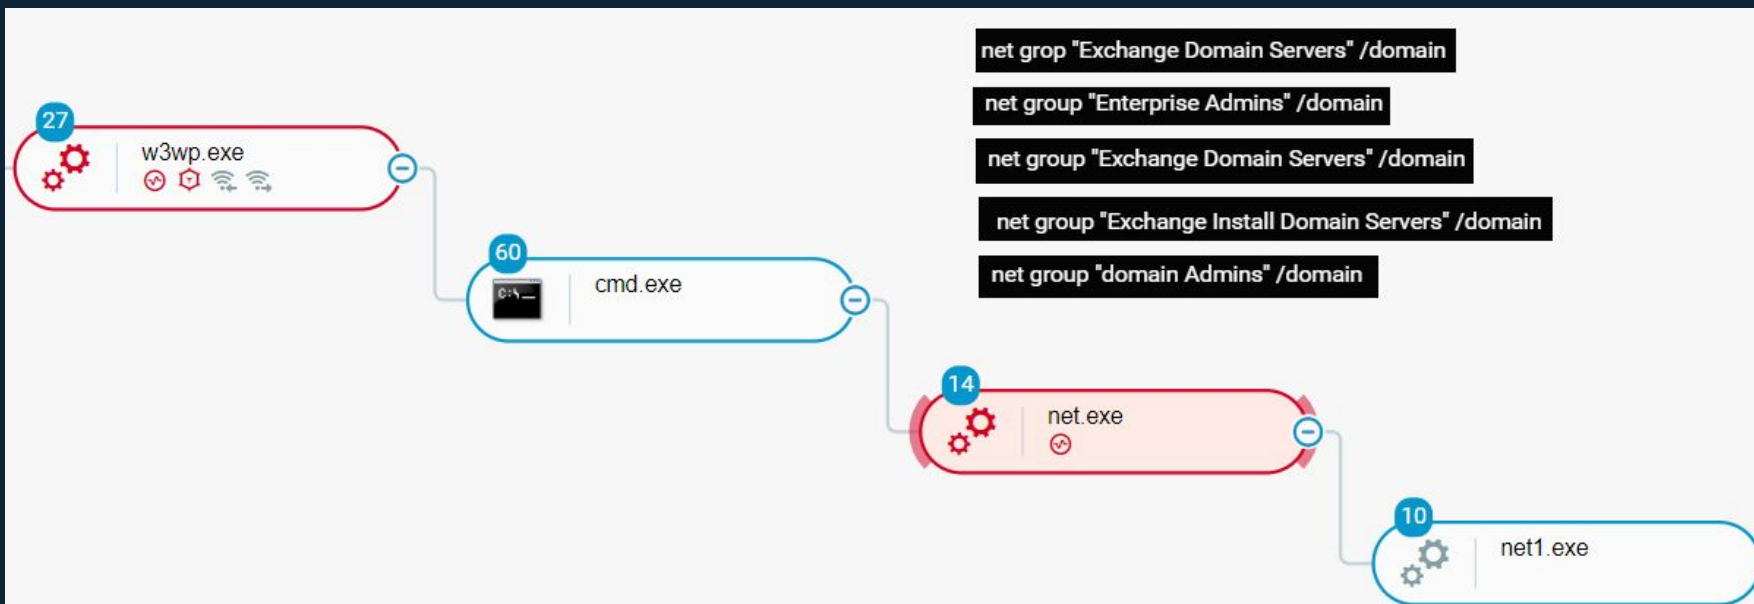 net grop "Exchange Domain Servers" /domain
net group "Enterprise Admins" /domain
net group "Exchange Domain Servers" /domain
net group "Exchange Install Domain Servers" /domain
net group "domain Admins" /domain
27
w3wp.exe
60
C:\_
cmd.exe
14
net.exe
10
net1.exe